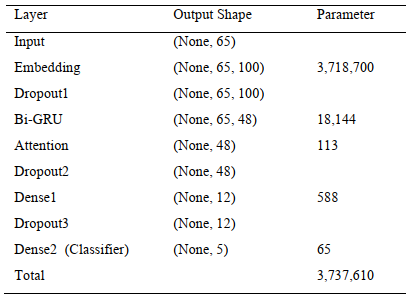 Layer Output Shape Parameter
Input (None, 65)
Embedding (None, 65, 100) 3,718,700
Dropout1 (None, 65, 100)
Bi-GRU (None, 65, 48) 18,144
Attention (None, 48) 113
Dropout2 (None, 48)
Dense1 (None, 12) 588
Dropout3 (None, 12)
Dense2 (Classifier) (None, 5) 65
Total 3,737,610